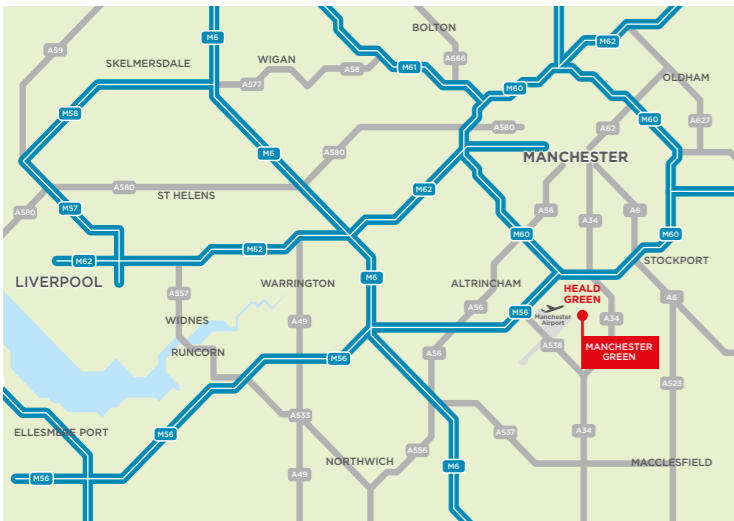 BOLTON
M6
M62
A59
WIGAN
SKELMERSDALE
A666
A58
M61
OLDHAM
A577
M60
M58
A627
M60
A580
A62
M6
A580
MANCHESTER
A580
M62
ST HELENS
M57
A580
A56
A6
A34
M60
M60
M62
M62
STOCKPORT
LIVERPOOL
M6
WARRINGTON
ALTRINCHAM
HEALD
GREEN
A557
A6
A56
M56
Manchester
Airport
WIDNES
A49
A34
A538
MANCHESTER
GREEN
RUNCORN
A56
M56
A523
A533
ELLESMERE PORT
M56
A537
A34
A556
NORTHWICH
MACCLESFIELD
M6
A49
M56